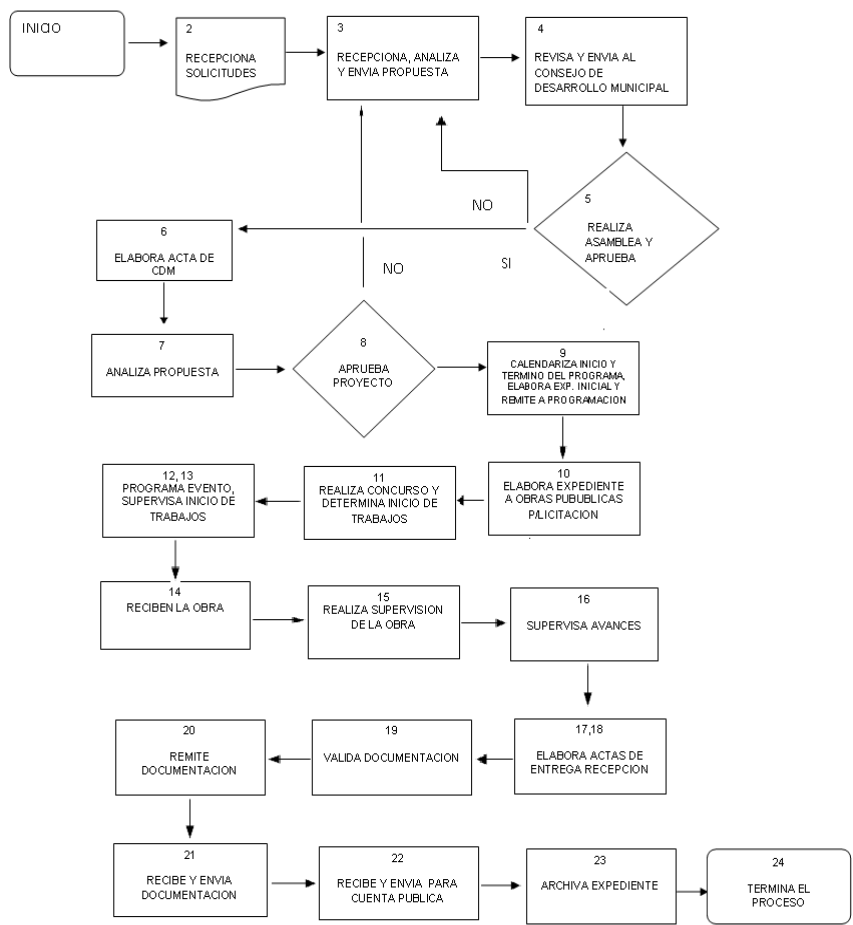 INICIO
2
RECEPCIONA
SOLICITUDES
3
RECEPCIONA, ANALIZA
Y ENVIA PROPUESTA
4
REVISA Y ENVIA AL
CONSEJO DE
DESARROLLO MUNICIPAL
5
REALIZA
ASAMBLEA Y
APRUEBA
NO
SI
6
ELABORA ACTA DE
CDM
7
ANALIZA PROPUESTA
8
APRUEBA
PROYECTO
NO
9
CALENDARIZA INICIO Y
TERMINO DEL PROGRAMA,
ELABORA EXP. INICIAL Y
REMITE A PROGRAMACION
10
ELABORA EXPEDIENTE
A OBRAS PUBUBLICAS
P/LICITACION
11
REALIZA CONCURSO Y
DETERMINA INICIO DE
TRABAJOS
12, 13
PROGRAMA EVENTO,
SUPERVISA INICIO DE
TRABAJOS
14
RECIBEN LA OBRA
15
REALIZA SUPERVISION
DE LA OBRA
16
SUPERVISA AVANCES
17,18
ELABORA ACTAS DE
ENTREGA RECEPCION
19
VALIDA DOCUMENTACION
20
REMITE
DOCUMENTACION
21
RECIBE Y ENVIA
DOCUMENTACION
22
RECIBE Y ENVIA PARA
CUENTA PUBLICA
23
ARCHIVA EXPEDIENTE
24
TERMINA EL
PROCESO